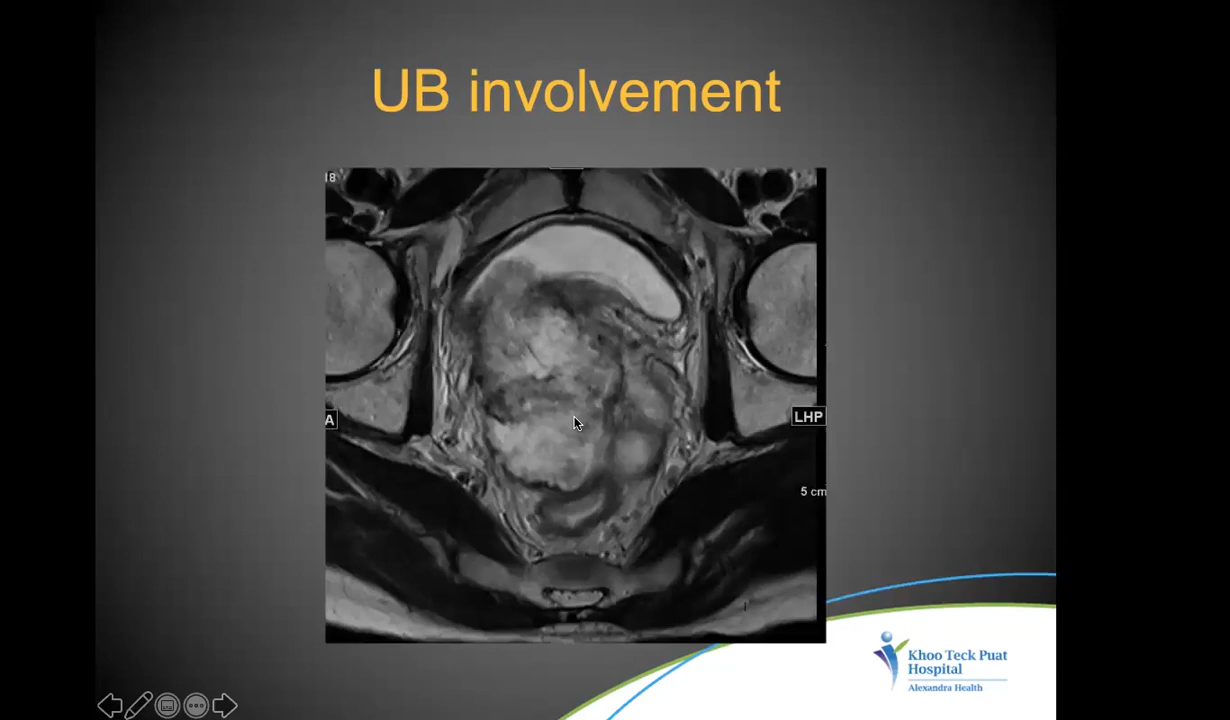 UB involvement
18
A
LHP
5 cm
Khoo Teck Puat
Hospital
Alexandra Health